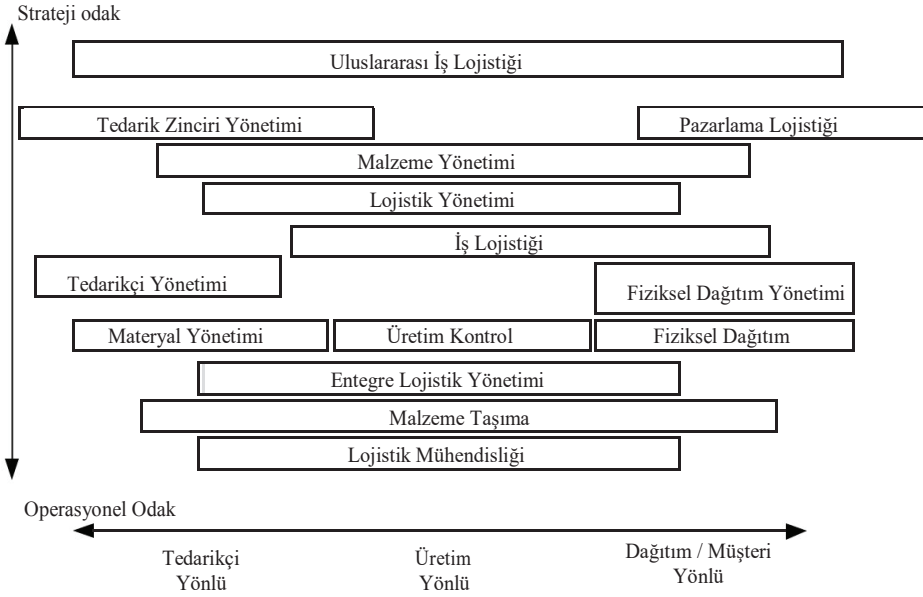 Strateji odak
Uluslararası İş Lojistiği
Tedarik Zinciri Yönetimi
Pazarlama Lojistiği
Malzeme Yönetimi
Lojistik Yönetimi
İş Lojistiği
Tedarikçi Yönetimi
Fiziksel Dağıtım Yönetimi
Materyal Yönetimi
Üretim Kontrol
Fiziksel Dağıtım
Entegre Lojistik Yönetimi
Malzeme Taşıma
Lojistik Mühendisliği
Operasyonel Odak
Tedarikçi
Yönlü
Üretim
Yönlü
Dağıtım / Müşteri
Yönlü